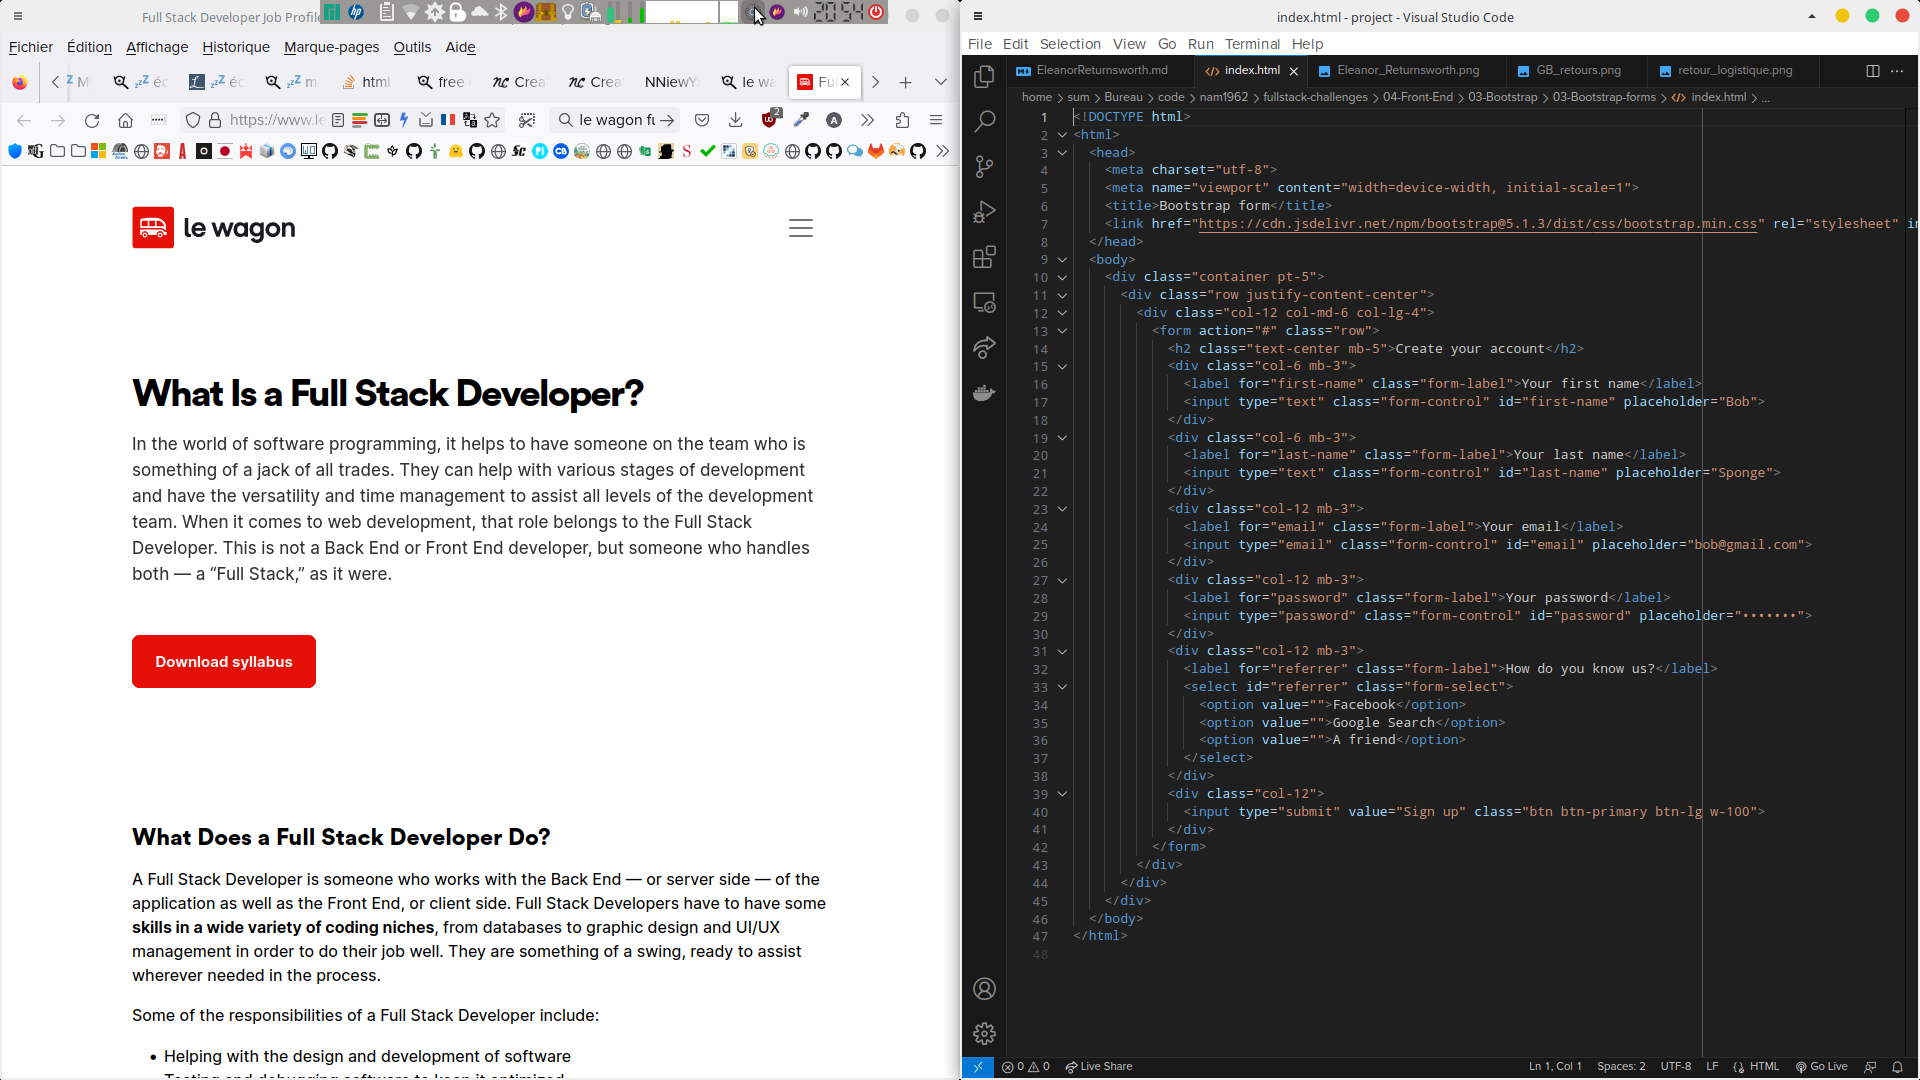 Full Stack Developer Job Profile
20 54
Fichier Édition Affichage Historique Marque-pages Outils Aide
html
free
Crea
Crea
NNiewY
le wa
Fu
https://www.le
le wagon fu
2
le wagon
What Is a Full Stack Developer?
In the world of software programming, it helps to have someone on the team who is
something of a jack of all trades. They can help with various stages of development
and have the versatility and time management to assist all levels of the development
team. When it comes to web development, that role belongs to the Full Stack
Developer. This is not a Back End or Front End developer, but someone who handles
both — a “Full Stack,” as it were.
Download syllabus
What Does a Full Stack Developer Do?
A Full Stack Developer is someone who works with the Back End — or server side — of the
application as well as the Front End, or client side. Full Stack Developers have to have some
skills in a wide variety of coding niches, from databases to graphic design and UI/UX
management in order to do their job well. They are something of a swing, ready to assist
wherever needed in the process.
Some of the responsibilities of a Full Stack Developer include:
• Helping with the design and development of software
index.html - project - Visual Studio Code
File Edit Selection View Go Run Terminal Help
EleanorReturnsworth.md
index.html
Eleanor_Returnsworth.png
GB_retours.png
retour_logistique.png
home > sum > Bureau > code > nam1962 > fullstack-challenges > 04-Front-End > 03-Bootstrap > 03-Bootstrap-forms > index.html > ...
1 <!DOCTYPE html>
2 <html>
3 <head>
4 <meta charset="utf-8">
5 <meta name="viewport" content="width=device-width, initial-scale=1">
6 <title>Bootstrap form</title>
7 <link href="https://cdn.jsdelivr.net/npm/bootstrap@5.1.3/dist/css/bootstrap.min.css" rel="stylesheet" in
8 </head>
9 <body>
10 <div class="container pt-5">
11 <div class="row justify-content-center">
12 <div class="col-12 col-md-6 col-lg-4">
13 <form action="#" class="row">
14 <h2 class="text-center mb-5">Create your account</h2>
15 <div class="col-6 mb-3">
16 <label for="first-name" class="form-label">Your first name</label>
17 <input type="text" class="form-control" id="first-name" placeholder="Bob">
18 </div>
19 <div class="col-6 mb-3">
20 <label for="last-name" class="form-label">Your last name</label>
21 <input type="text" class="form-control" id="last-name" placeholder="Sponge">
22 </div>
23 <div class="col-12 mb-3">
24 <label for="email" class="form-label">Your email</label>
25 <input type="email" class="form-control" id="email" placeholder="bob@gmail.com">
26 </div>
27 <div class="col-12 mb-3">
28 <label for="password" class="form-label">Your password</label>
29 <input type="password" class="form-control" id="password" placeholder="•••••••">
30 </div>
31 <div class="col-12 mb-3">
32 <label for="referrer" class="form-label">How do you know us?</label>
33 <select id="referrer" class="form-select">
34 <option value="">Facebook</option>
35 <option value="">Google Search</option>
36 <option value="">A friend</option>
37 </select>
38 </div>
39 <div class="col-12">
40 <input type="submit" value="Sign up" class="btn btn-primary btn-lg w-100">
41 </div>
42 </form>
43 </div>
44 </div>
45 </div>
46 </body>
47 </html>
48
0 0
Live Share
Ln 1, Col 1 Spaces: 2 UTF-8 LF HTML Go Live